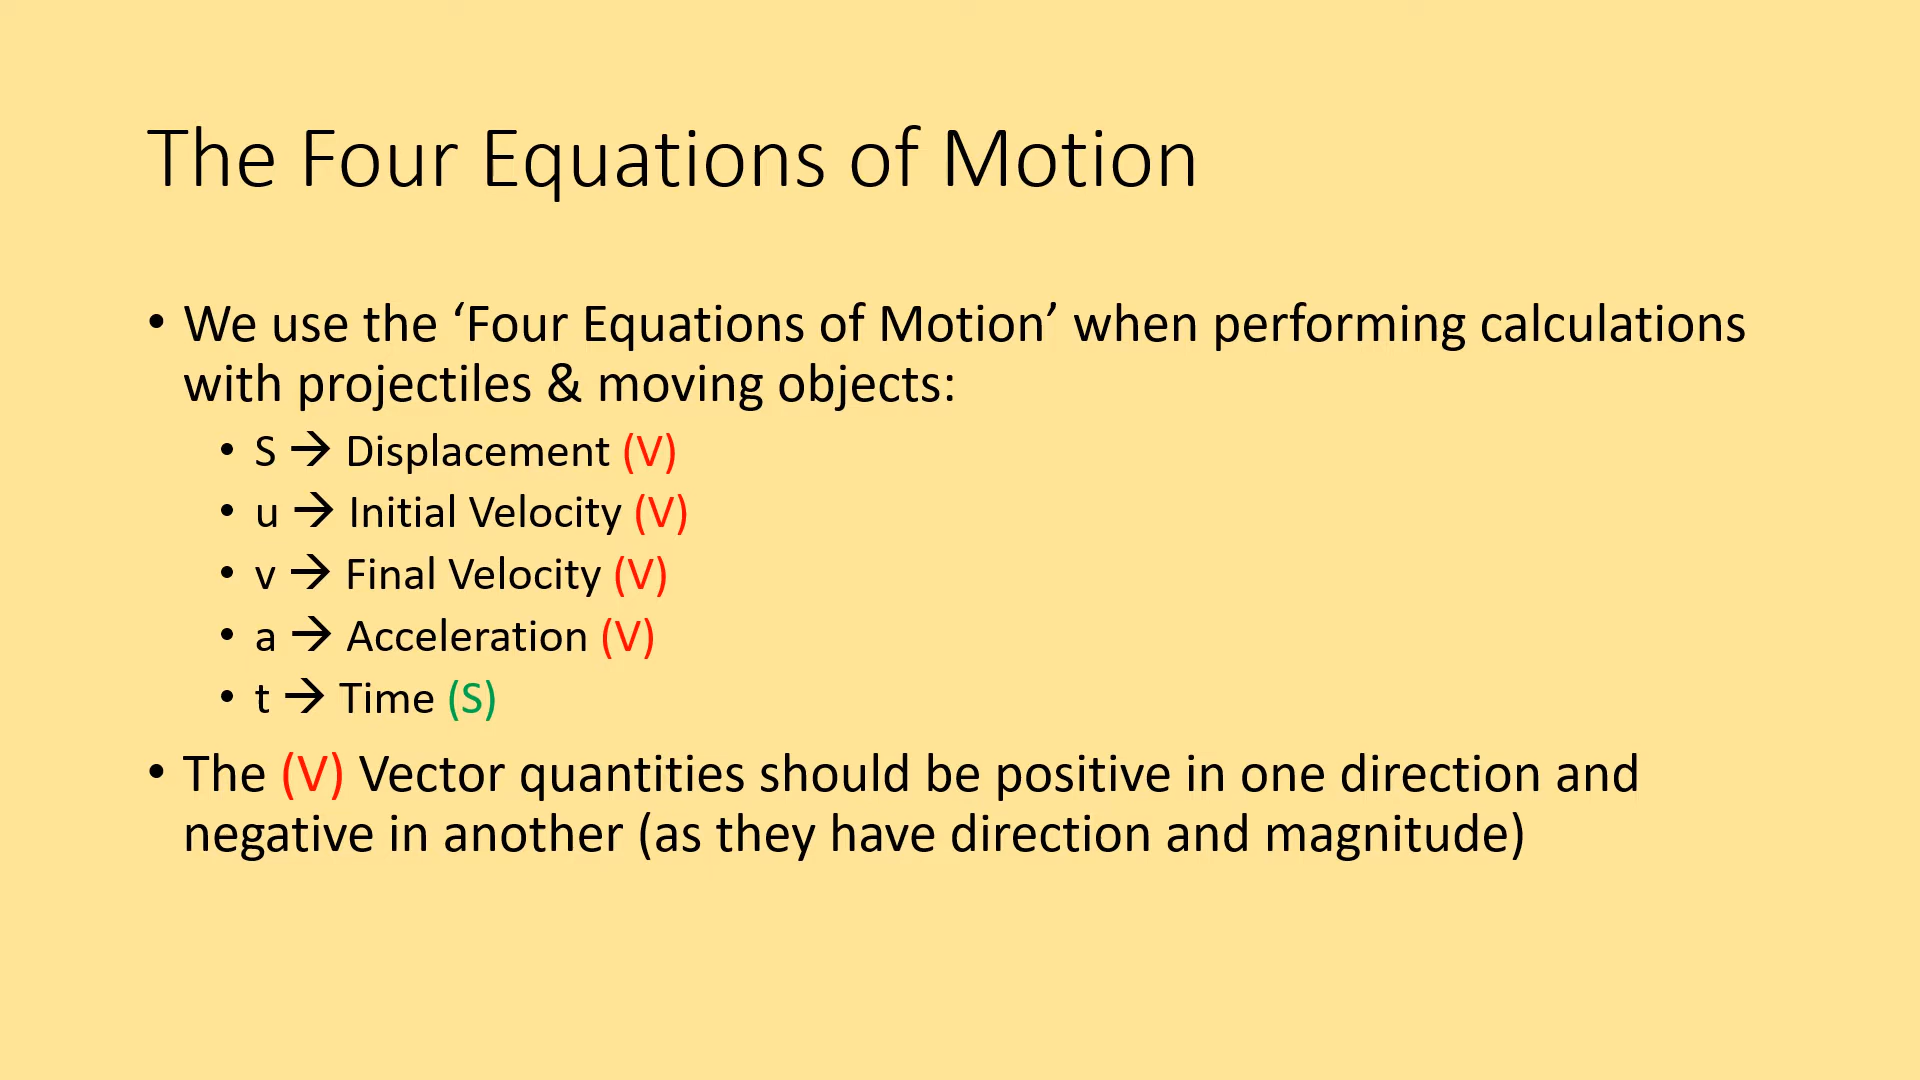 The Four Equations of Motion
• We use the ‘Four Equations of Motion’ when performing calculations
with projectiles & moving objects:
• S → Displacement (V)
• u → Initial Velocity (V)
• v → Final Velocity (V)
• a → Acceleration (V)
• t → Time (S)
• The (V) Vector quantities should be positive in one direction and
negative in another (as they have direction and magnitude)